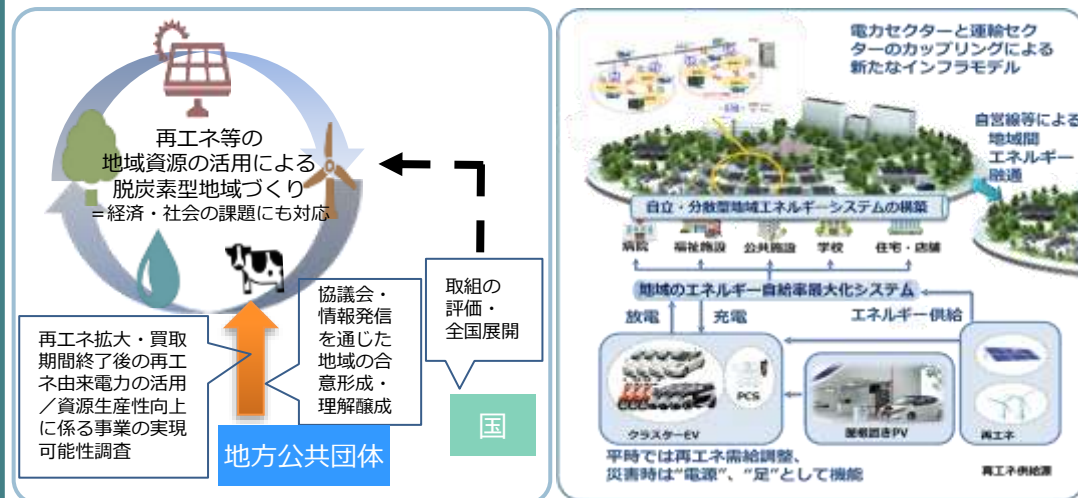 再エネ等の
地域資源の活用による
脱炭素型地域づくり
＝経済・社会の課題にも対応
再エネ拡大・買取
期間終了後の再エ
ネ由来電力の活用
／資源生産性向上
に係る事業の実現
可能性調査
協議会・
情報発信
を通じた
地域の合
意形成・
理解醸成
取組の
評価・
全国展開
地方公共団体
国
電力セクターと運輸セク
ターのカップリングによる
新たなインフラモデル
自営線等による
地域間
エネルギー
融通
自立・分散型地域エネルギーシステムの構築
病院 福祉施設 公共施設 学校 住宅・店舗
地域のエネルギー自給率最大化システム
放電 充電 エネルギー供給
PCS
クラスターEV
屋根置きPV
再エネ
平時では再エネ需給調整、
災害時は“電源”、“足”として機能
再エネ供給源